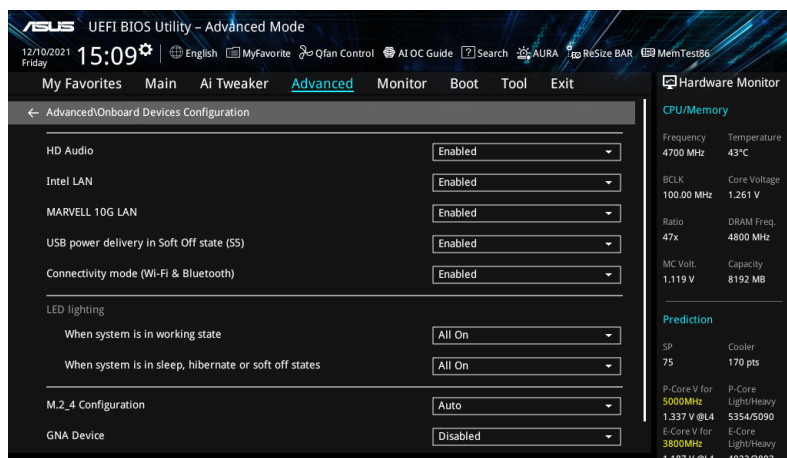 ASUS UEFI BIOS Utility – Advanced Mode
12/10/2021 Friday 15:09 English MyFavorite Qfan Control AI OC Guide ? Search AURA ReSize BAR MemTest86
My Favorites Main Ai Tweaker Advanced Monitor Boot Tool Exit
Hardware Monitor
← Advanced\Onboard Devices Configuration
HD Audio Enabled
Intel LAN Enabled
MARVELL 10G LAN Enabled
USB power delivery in Soft Off state (S5) Enabled
Connectivity mode (Wi-Fi & Bluetooth) Enabled
LED lighting
When system is in working state All On
When system is in sleep, hibernate or soft off states All On
M.2_4 Configuration Auto
GNA Device Disabled
CPU/Memory
Frequency Temperature
4700 MHz 43°C
BCLK Core Voltage
100.00 MHz 1.261 V
Ratio DRAM Freq.
47x 4800 MHz
MC Volt. Capacity
1.119 V 8192 MB
Prediction
SP Cooler
75 170 pts
P-Core V for P-Core
5000MHz Light/Heavy
1.337 V @L4 5354/5090
E-Core V for E-Core
3800MHz Light/Heavy